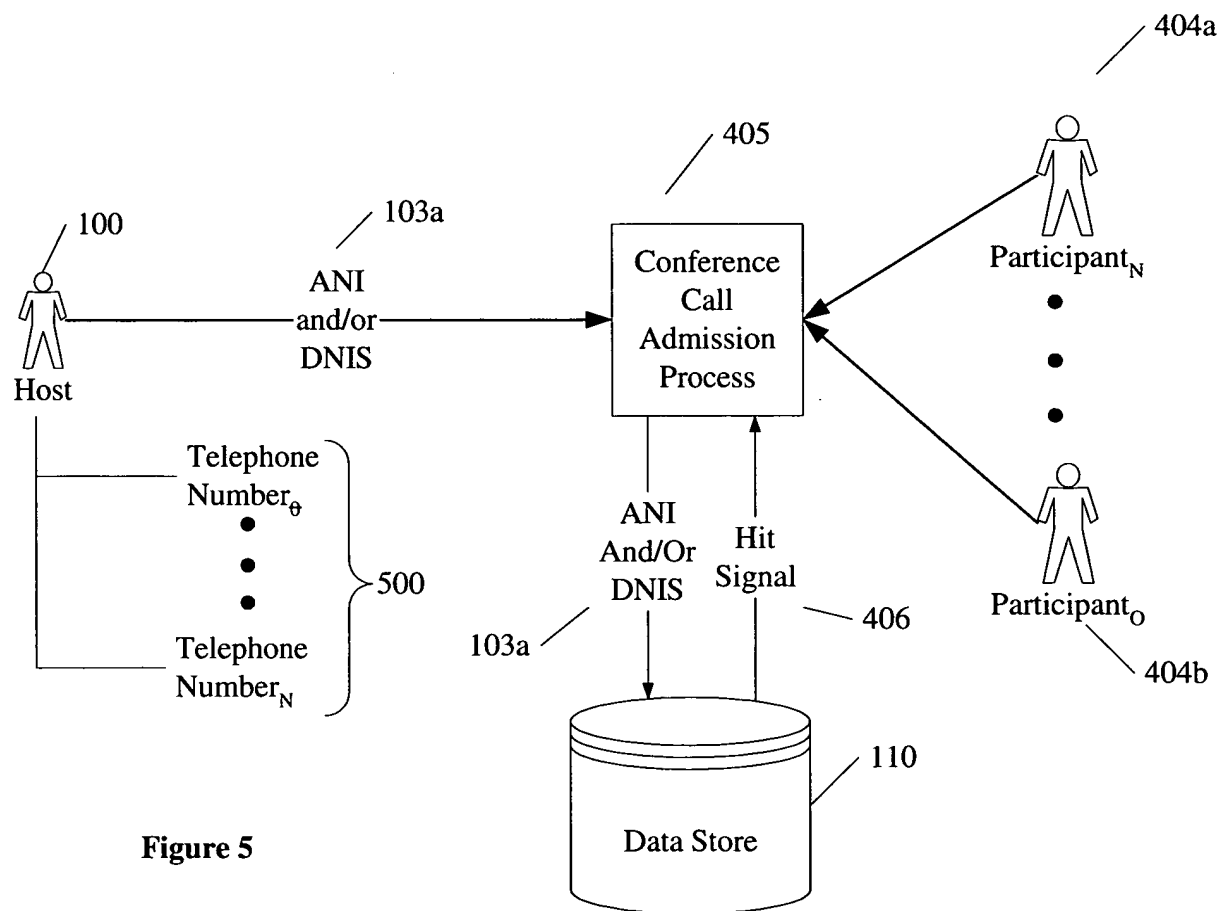 404a
405
103a
100
ANI
and/or
DNIS
Host
Conference
Call
Admission
Process
Participant_N
Telephone
Number_0
500
Telephone
Number_N
ANI
And/Or
DNIS
Hit
Signal
103a
406
Participant_O
404b
110
Data Store
Figure 5